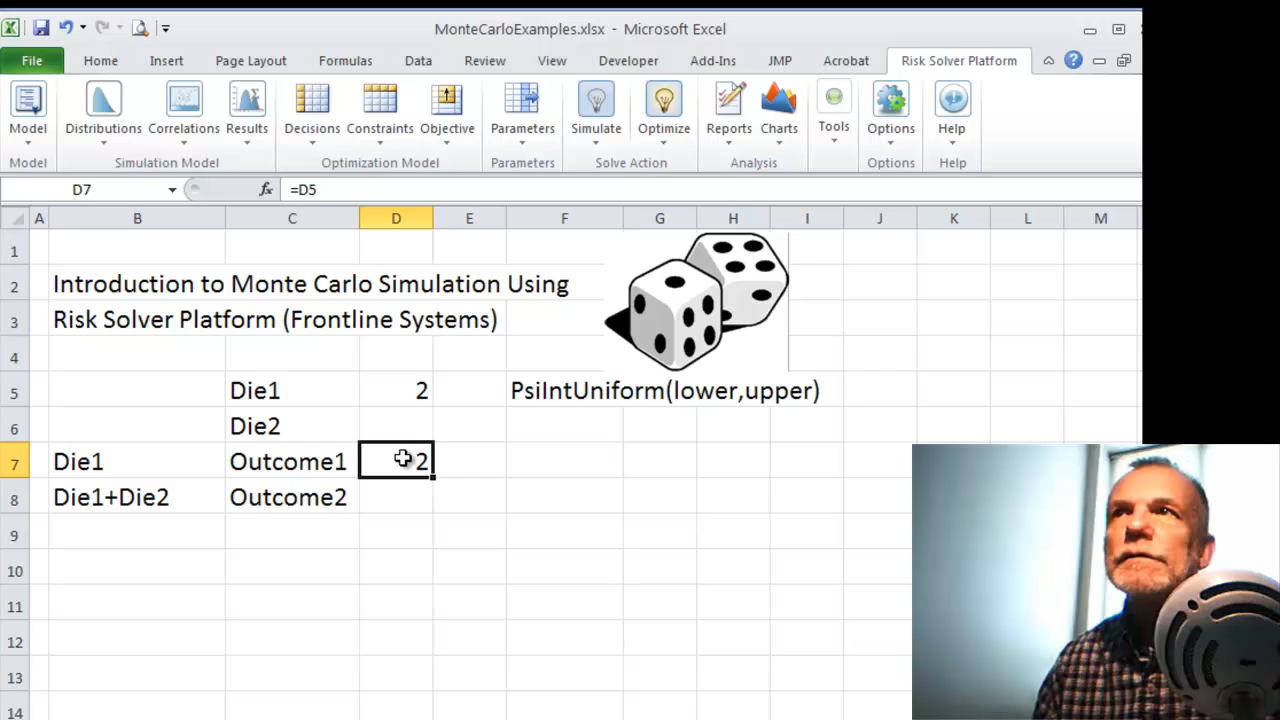 MonteCarloExamples.xlsx - Microsoft Excel
File Home Insert Page Layout Formulas Data Review View Developer Add-Ins JMP Acrobat Risk Solver Platform
Model Distributions Correlations Results Decisions Constraints Objective Parameters Simulate Optimize Reports Charts Tools Options Help
Model Simulation Model Optimization Model Parameters Solve Action Analysis Options Help
D7 fx =D5
A B C D E F G H I J K L M
1
2 Introduction to Monte Carlo Simulation Using
3 Risk Solver Platform (Frontline Systems)
4
5 Die1 2 PsiIntUniform(lower,upper)
6 Die2
7 Die1 Outcome1 2
8 Die1+Die2 Outcome2
9
10
11
12
13
14